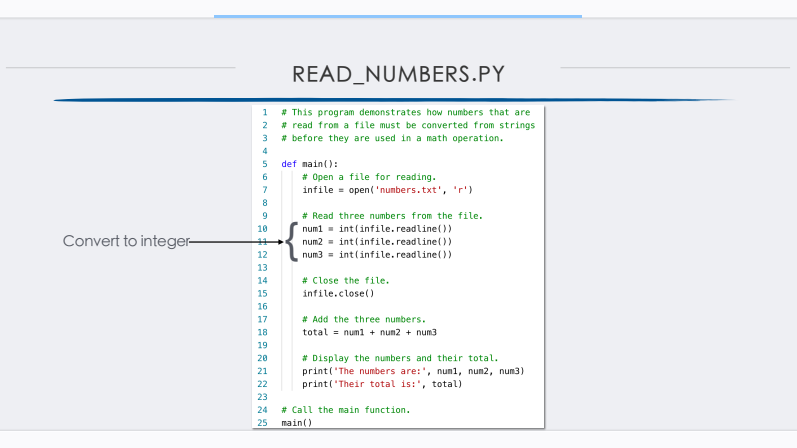 READ_NUMBERS.PY
Convert to integer
1 # This program demonstrates how numbers that are
2 # read from a file must be converted from strings
3 # before they are used in a math operation.
4
5 def main():
6     # Open a file for reading.
7     infile = open('numbers.txt', 'r')
8
9     # Read three numbers from the file.
10     num1 = int(infile.readline())
11     num2 = int(infile.readline())
12     num3 = int(infile.readline())
13
14     # Close the file.
15     infile.close()
16
17     # Add the three numbers.
18     total = num1 + num2 + num3
19
20     # Display the numbers and their total.
21     print('The numbers are:', num1, num2, num3)
22     print('Their total is:', total)
23
24 # Call the main function.
25 main()